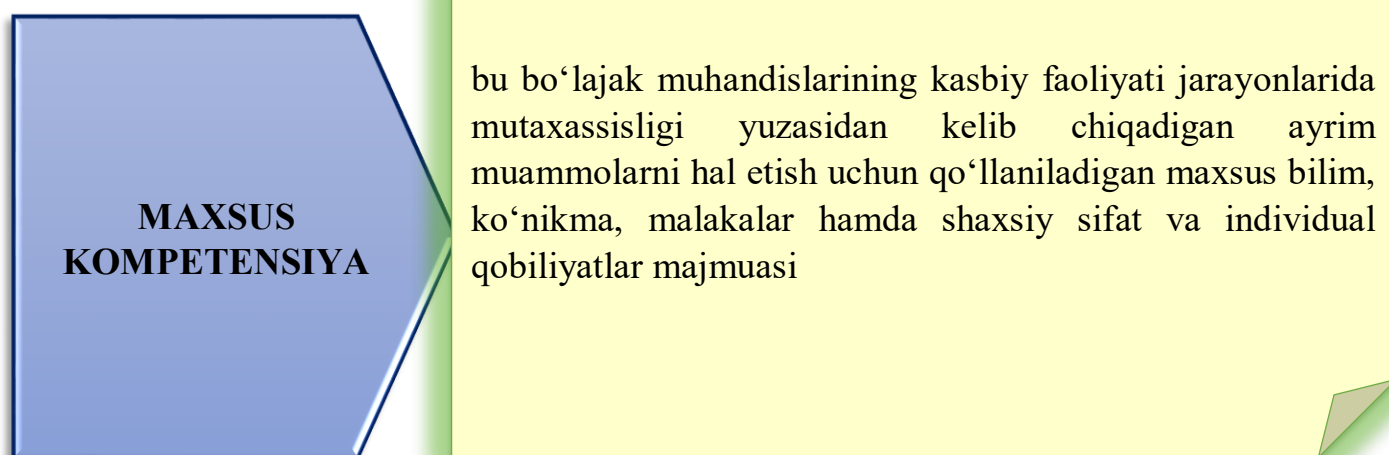 MAXSUS
KOMPETENSIYA
bu bo‘lajak muhandislarining kasbiy faoliyati jarayonlarida
mutaxassisligi yuzasidan kelib chiqadigan ayrim
muammolarni hal etish uchun qo‘llaniladigan maxsus bilim,
ko‘nikma, malakalar hamda shaxsiy sifat va individual
qobiliyatlar majmuasi